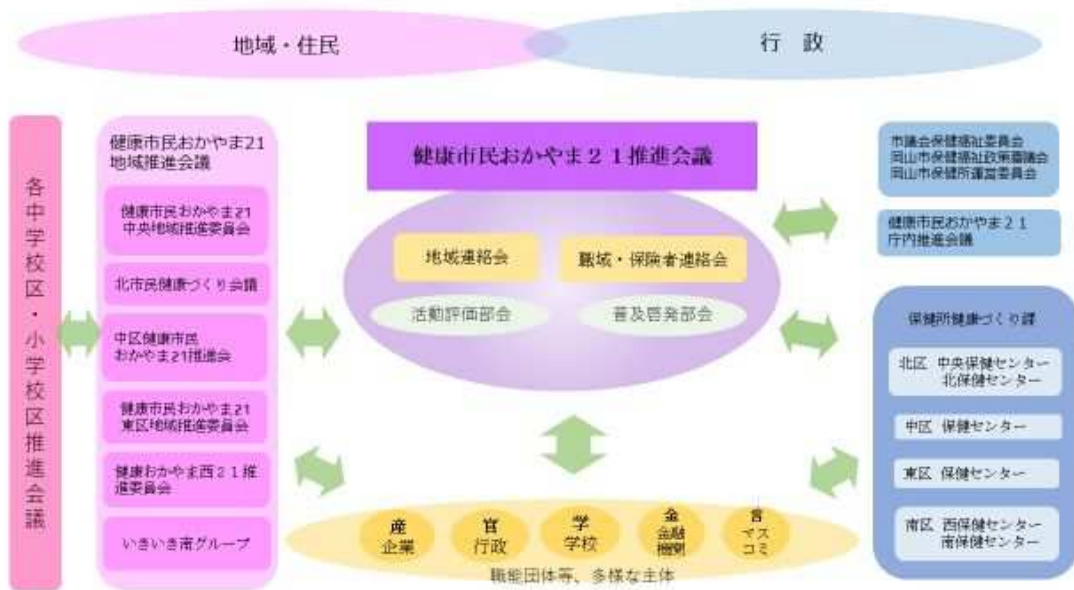 地域・住民
行 政
各中学校区・小学校区推進会議
健康市民おかやま21
地域推進会議
健康市民おかやま21
中央地域推進委員会
北市民健康づくり会議
中区健康市民
おかやま21推進会
健康市民おかやま21
東区地域推進委員会
健康おかやま西21推
進委員会
いきいき南グループ
健康市民おかやま21推進会議
地域連絡会
職域・保険者連絡会
活動評価部会
普及啓発部会
産
企業
官
行政
学
学校
金
金融
機関
言
マス
コミ
職能団体等、多様な主体
市議会保健福祉委員会
岡山市保健福祉政策審議会
岡山市保健所運営委員会
健康市民おかやま21
庁内推進会議
保健所健康づくり課
北区 中央保健センター
北保健センター
中区 保健センター
東区 保健センター
南区 西保健センター
南保健センター